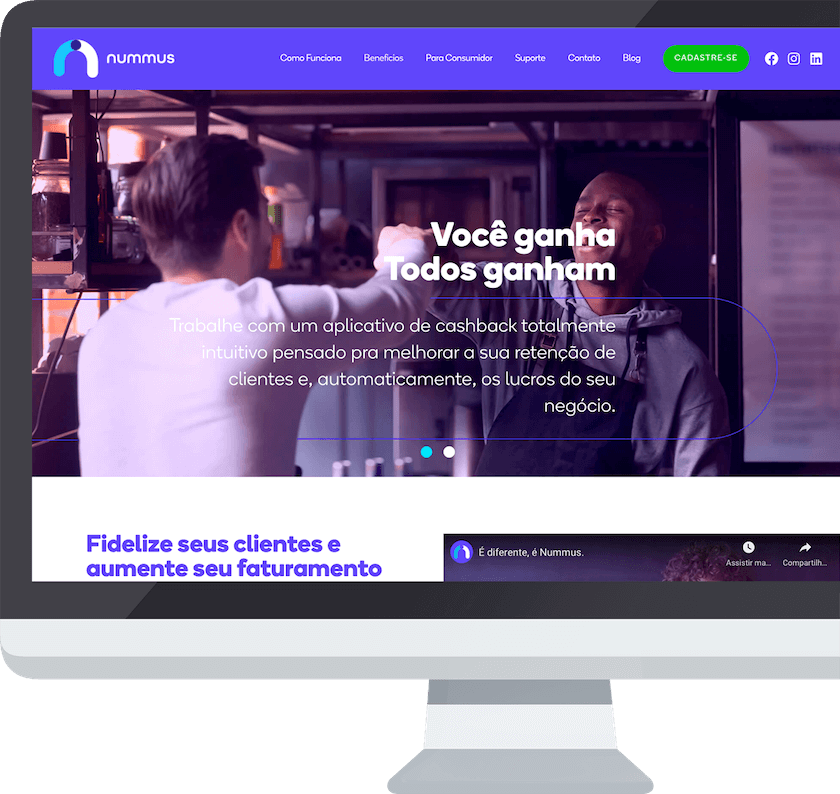 nummus
Como Funciona
Benefícios
Para Consumidor
Suporte
Contato
Blog
CADASTRE-SE
Você ganha
Todos ganham
Trabalhe com um aplicativo de cashback totalmente
intuitivo pensado pra melhorar a sua retenção de
clientes e, automaticamente, os lucros do seu
negócio.
Fidelize seus clientes e
aumente seu faturamento
É diferente, é Nummus.
Assistir ma...
Compartilh...